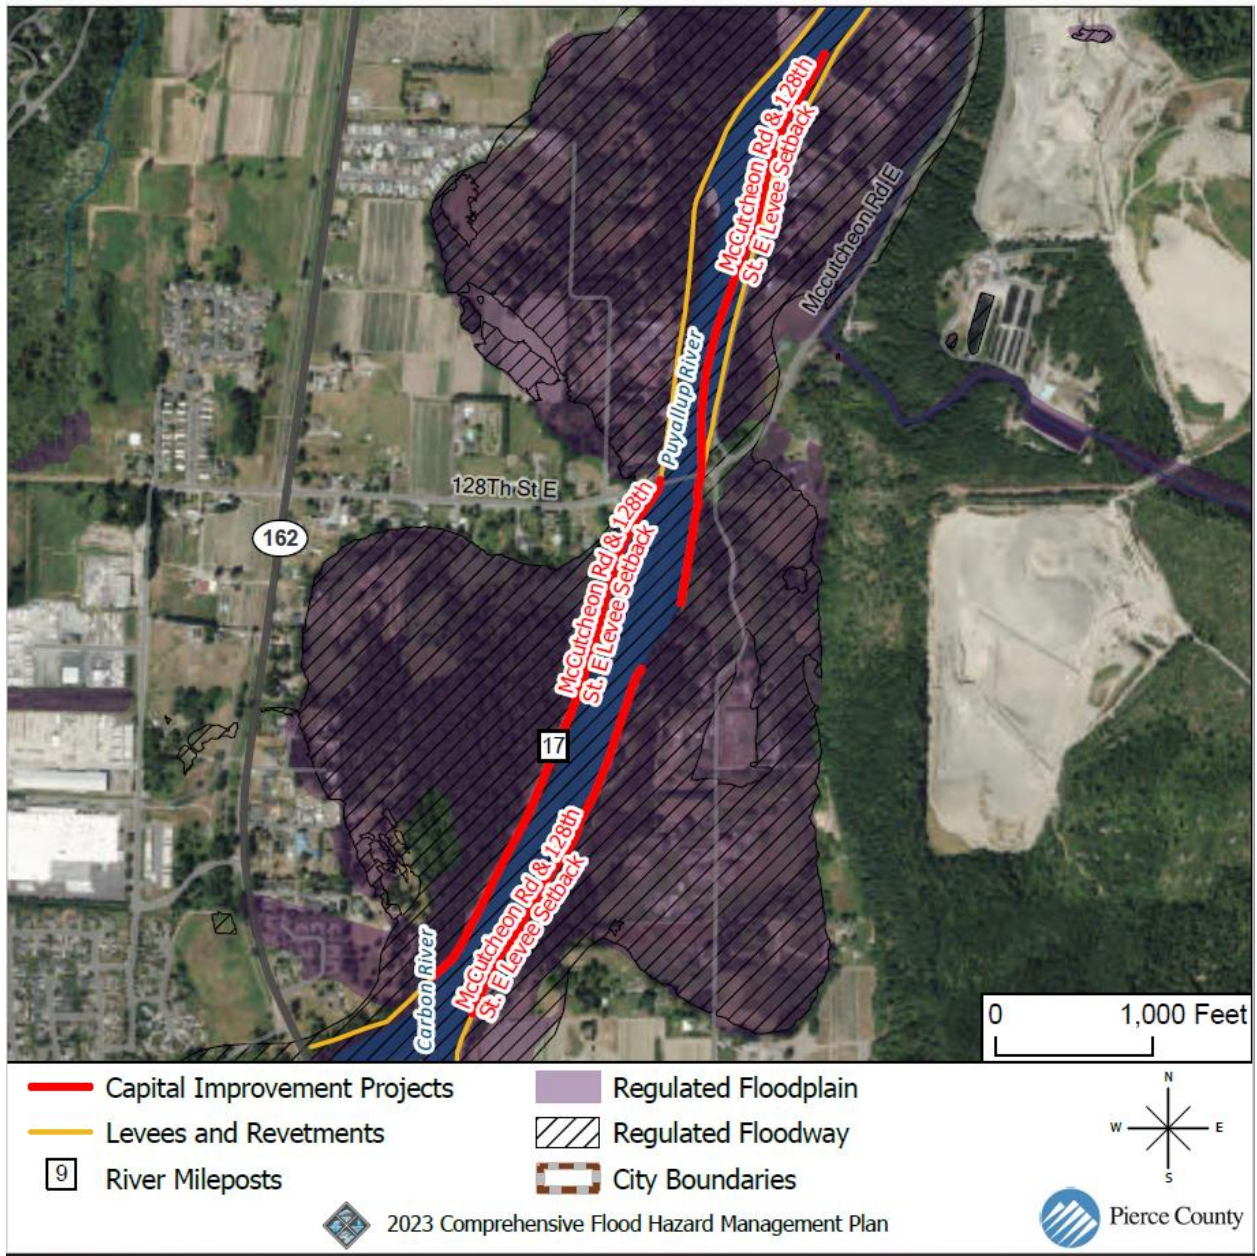 McCutcheon Rd & 128th
St. E Levee Setback
Mccutcheon Rd E
Puyallup River
128Th St E
162
McCutcheon Rd & 128th
St. E Levee Setback
17
McCutcheon Rd & 128th
St. E Levee Setback
Carbon River
0 1,000 Feet
Capital Improvement Projects
Levees and Revetments
9 River Mileposts
Regulated Floodplain
Regulated Floodway
City Boundaries
N
W E
S
2023 Comprehensive Flood Hazard Management Plan
Pierce County